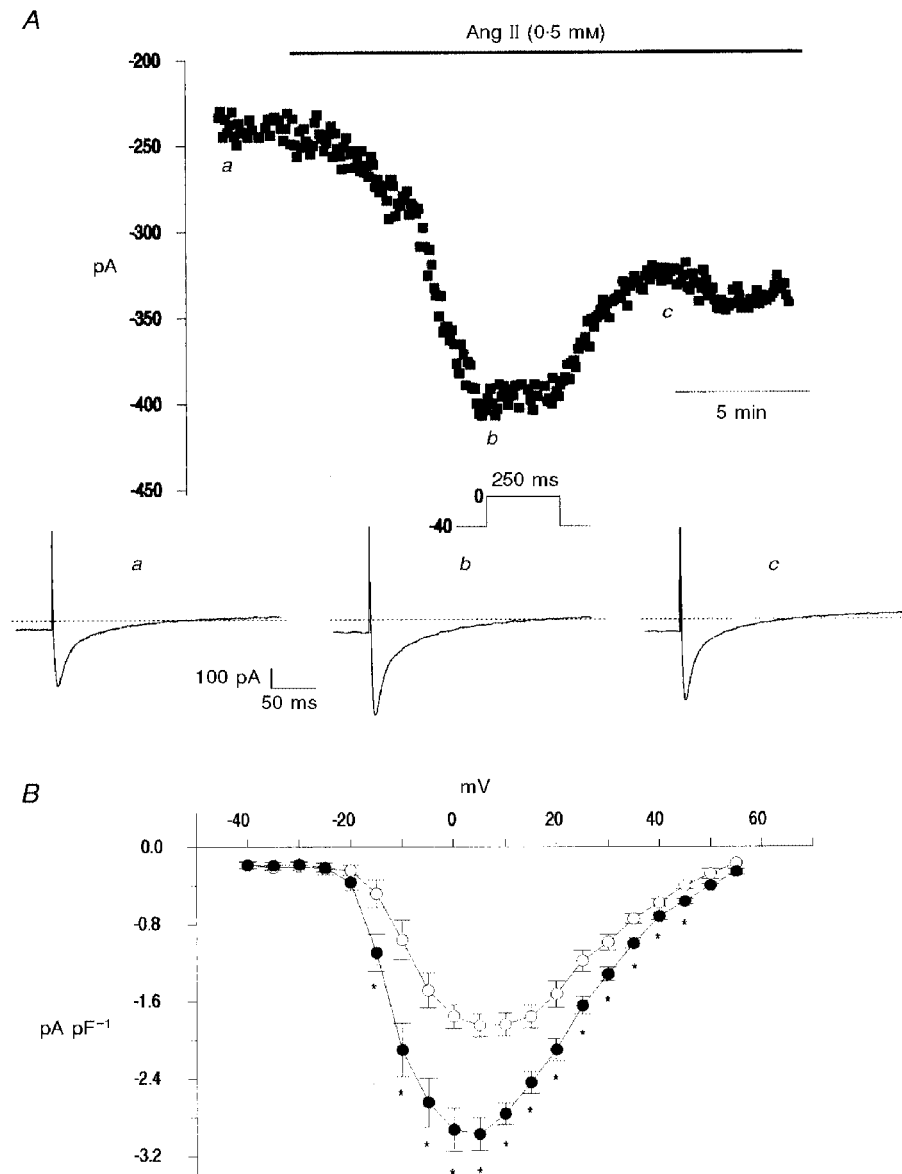 A
Ang II (0·5 mM)
-200
-250
a
-300
pA
c
-350
-400
5 min
b
-450
250 ms
0
-40
a
b
c
100 pA
50 ms
B
mV
-40 -20 0 20 40 60
0.0
-0.8
* *
*
*
*
-1.6
*
*
pA pF⁻¹
*
*
-2.4
*
*
*
-3.2
* *